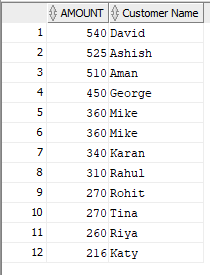 AMOUNT Customer Name
1 540 David
2 525 Ashish
3 510 Aman
4 450 George
5 360 Mike
6 360 Mike
7 340 Karan
8 310 Rahul
9 270 Rohit
10 270 Tina
11 260 Riya
12 216 Katy